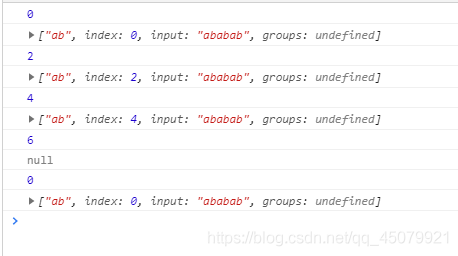 0
▶["ab", index: 0, input: "ababab", groups: undefined]
2
▶["ab", index: 2, input: "ababab", groups: undefined]
4
▶["ab", index: 4, input: "ababab", groups: undefined]
6
null
0
▶["ab", index: 0, input: "ababab", groups: undefined]
>
https://blog.csdn.net/qq_45079921